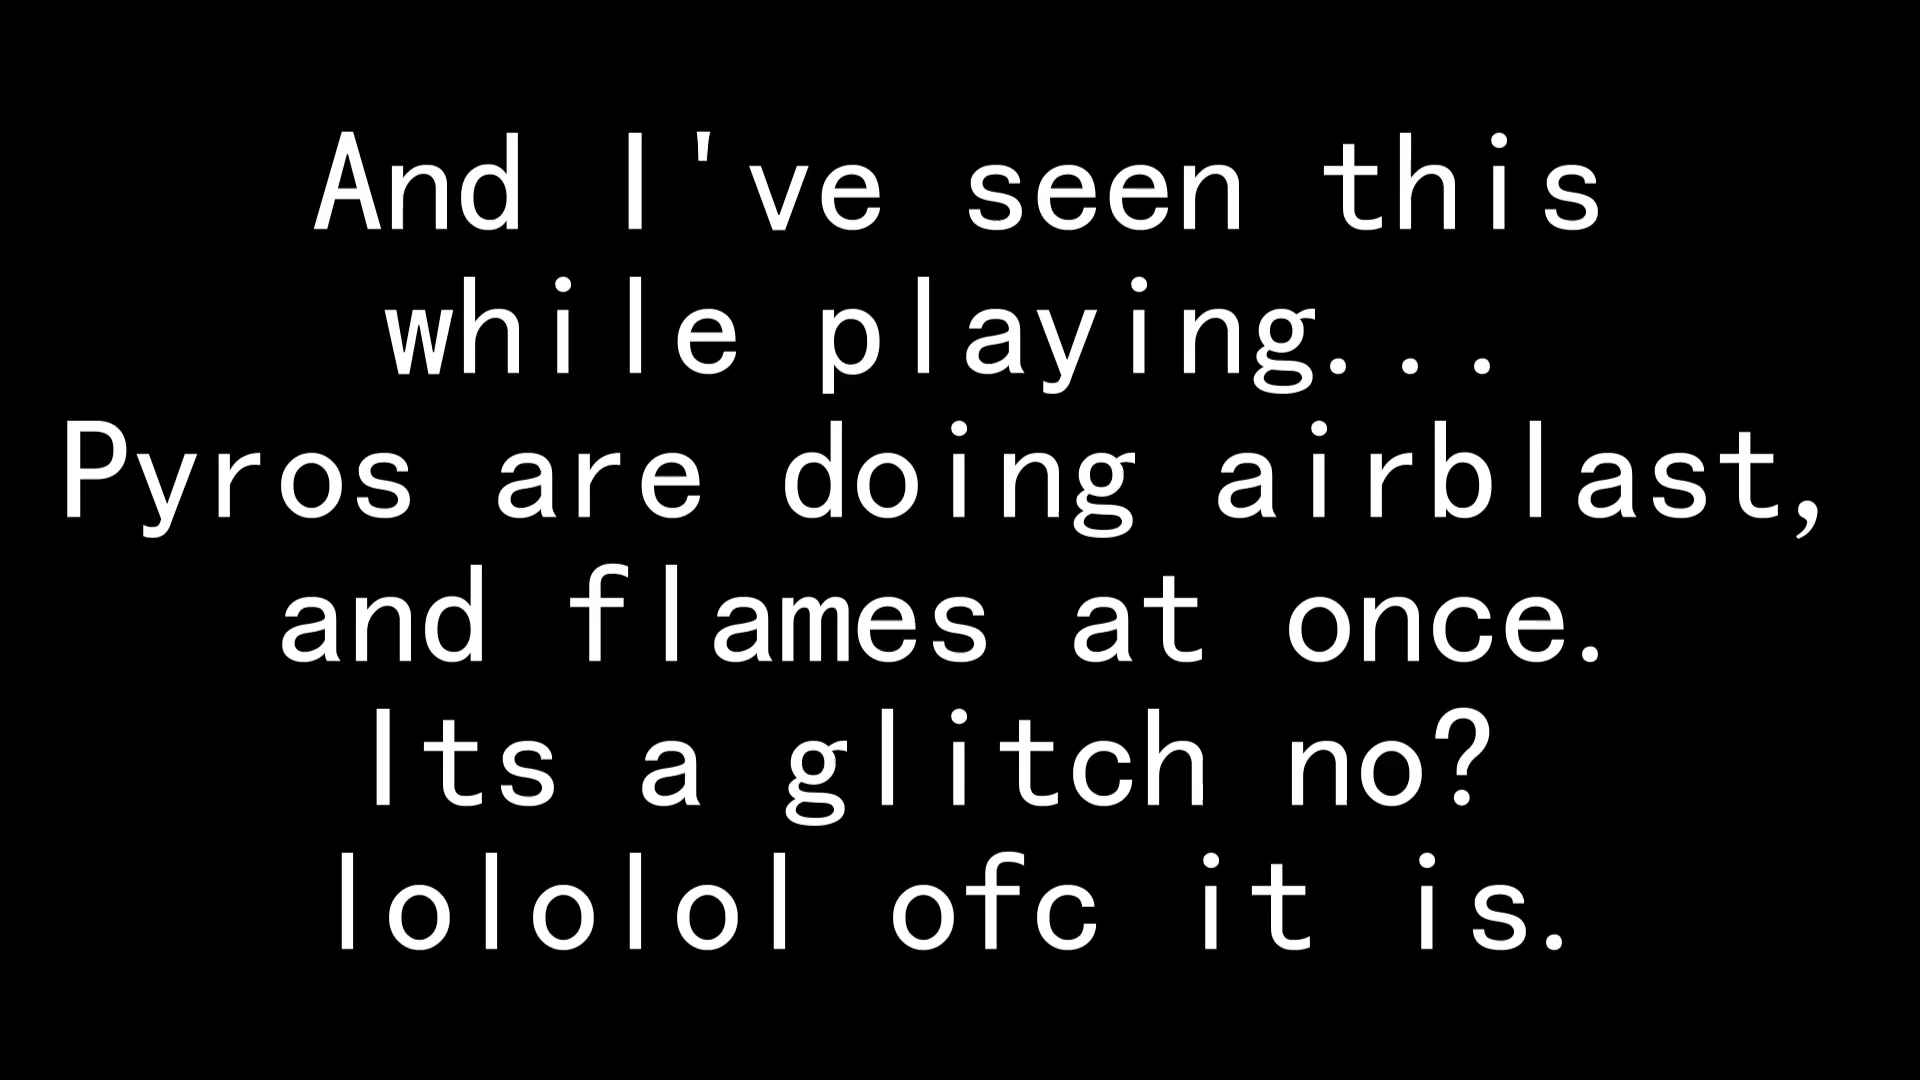 And I've seen this
while playing...
Pyros are doing airblast,
and flames at once.
Its a glitch no?
lololol ofc it is.